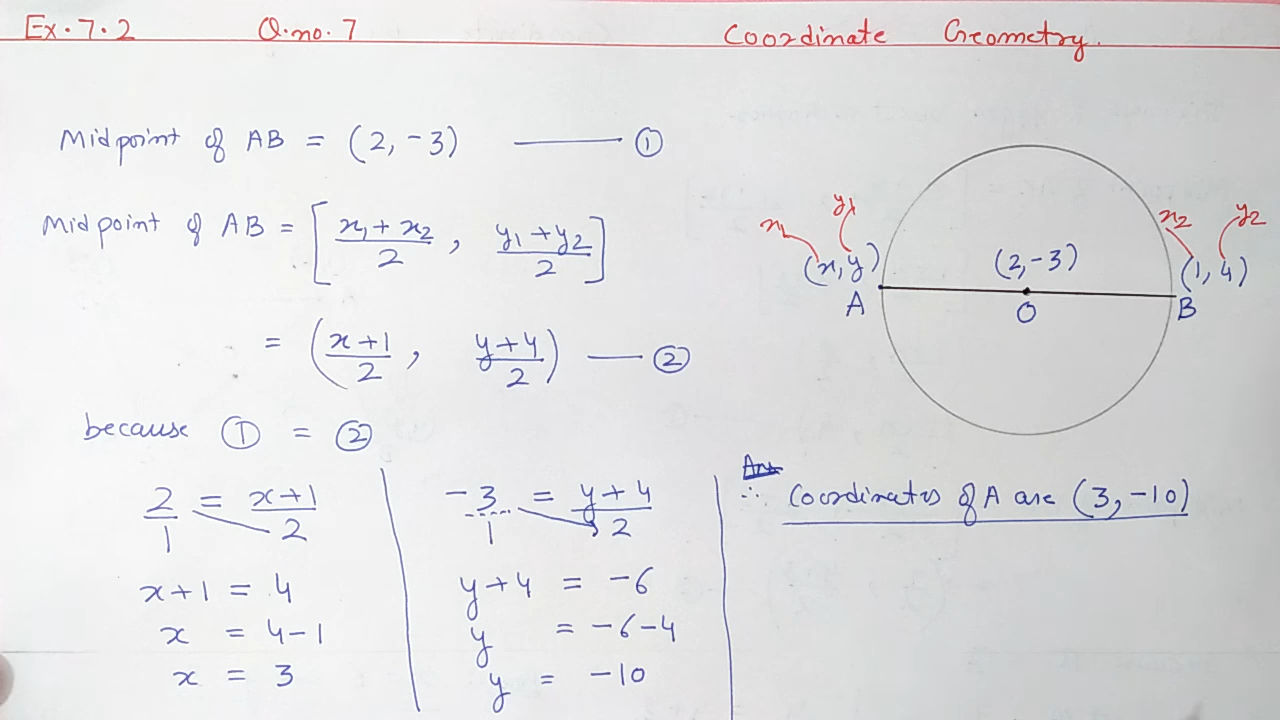 Ex. 7.2 Q.no. 7 Coordinate Geometry.
Midpoint of AB = (2, -3) ——— ①
Midpoint of AB = [ x₁ + x₂ / 2 , y₁ + y₂ / 2 ]
= ( x + 1 / 2 , y + 4 / 2 ) —— ②
because ① = ②
2 / 1 = x + 1 / 2
x + 1 = 4
x = 4 - 1
x = 3
-3 / 1 = y + 4 / 2
y + 4 = -6
y = -6 - 4
y = -10
x₁ y₁
(x, y)
A
(2, -3)
O
x₂ y₂
(1, 4)
B
Ans
∴ Coordinates of A are (3, -10)